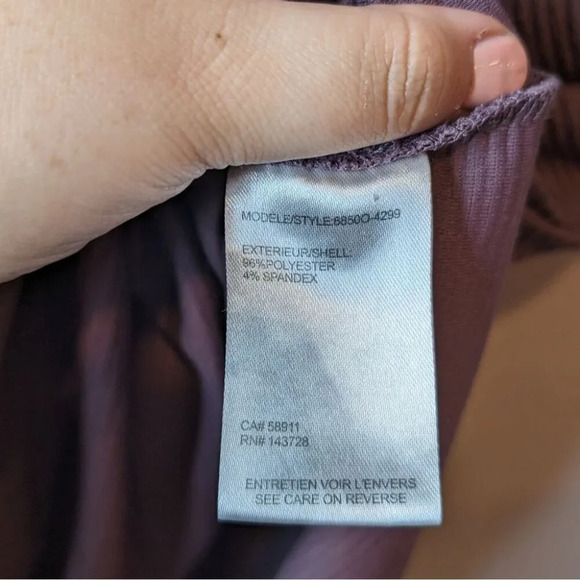 MODELE/STYLE:6850O-4299
EXTERIEUR/SHELL:
96%POLYESTER
4% SPANDEX
CA# 58911
RN# 143728
ENTRETIEN VOIR L'ENVERS
SEE CARE ON REVERSE